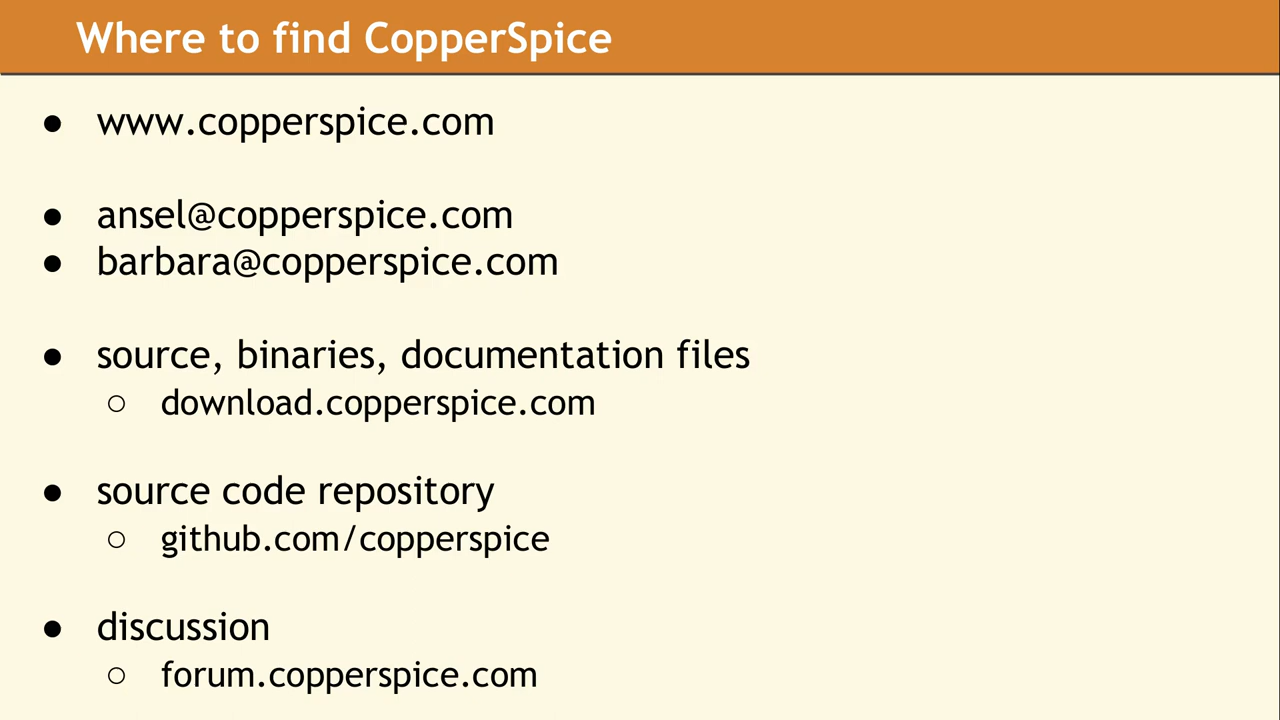 Where to find CopperSpice
● www.copperspice.com
● ansel@copperspice.com
● barbara@copperspice.com
● source, binaries, documentation files
○ download.copperspice.com
● source code repository
○ github.com/copperspice
● discussion
○ forum.copperspice.com